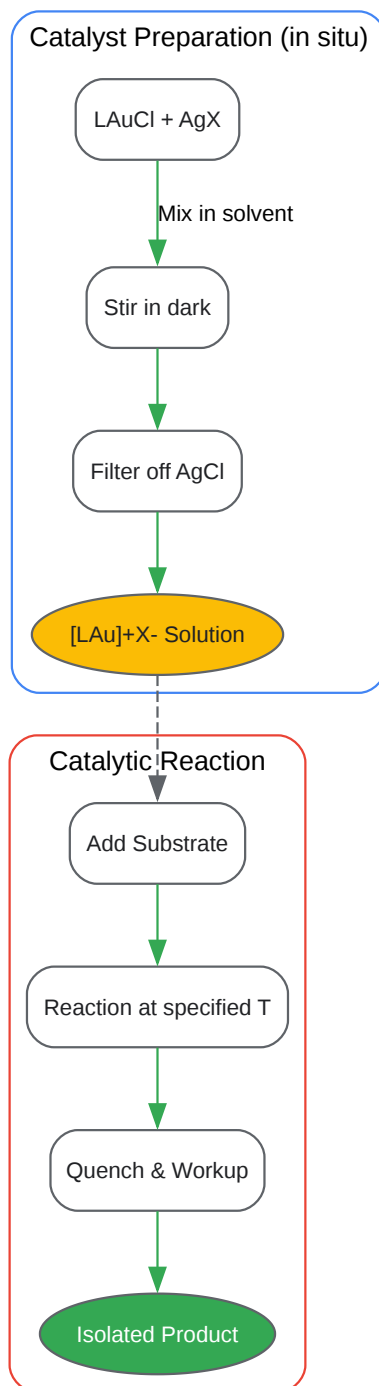 Catalyst Preparation (in situ)
LAuCl + AgX
Mix in solvent
Stir in dark
Filter off AgCl
[LAu]+X- Solution
Catalytic Reaction
Add Substrate
Reaction at specified T
Quench & Workup
Isolated Product